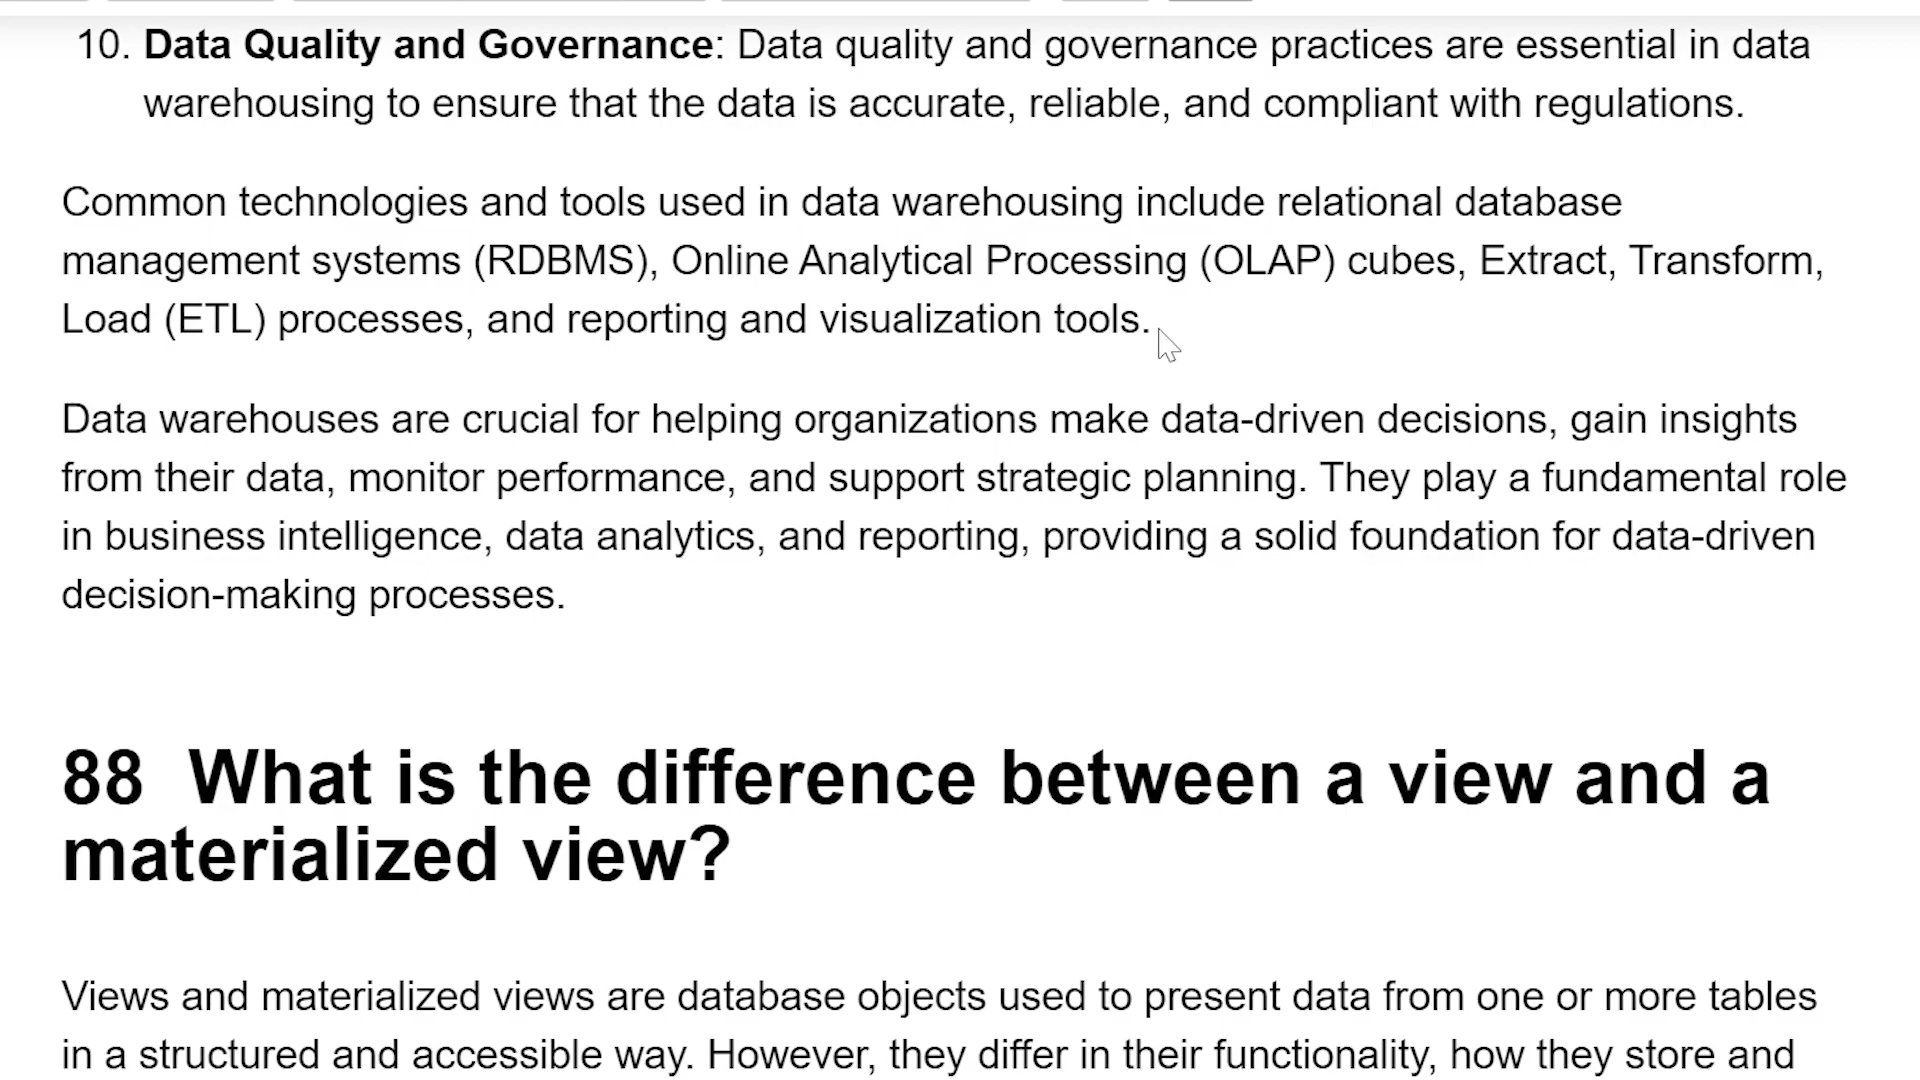 10. Data Quality and Governance: Data quality and governance practices are essential in data
warehousing to ensure that the data is accurate, reliable, and compliant with regulations.
Common technologies and tools used in data warehousing include relational database
management systems (RDBMS), Online Analytical Processing (OLAP) cubes, Extract, Transform,
Load (ETL) processes, and reporting and visualization tools.
Data warehouses are crucial for helping organizations make data-driven decisions, gain insights
from their data, monitor performance, and support strategic planning. They play a fundamental role
in business intelligence, data analytics, and reporting, providing a solid foundation for data-driven
decision-making processes.
88 What is the difference between a view and a
materialized view?
Views and materialized views are database objects used to present data from one or more tables
in a structured and accessible way. However, they differ in their functionality, how they store and